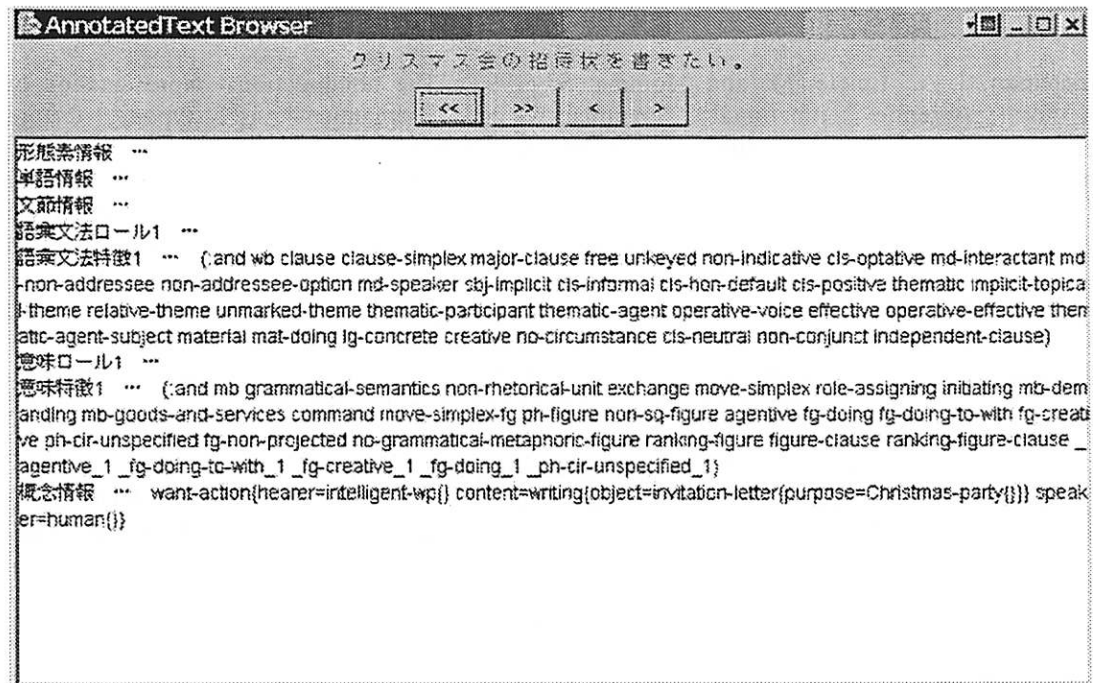 AnnotatedText Browser
クリスマス会の招待状を書きたい。
<< >> < >
形態素情報 …
単語情報 …
文節情報 …
語彙文法ロール1 …
語彙文法特徴1 … {:and wb clause clause-simplex major-clause free unkeyed non-indicative cls-optative md-interactant md
-non-addressee non-addressee-option md-speaker sbj-implicit cls-informal cls-hon-default cls-positive thematic implicit-topica
l-theme relative-theme unmarked-theme thematic-participant thematic-agent operative-voice effective operative-effective them
atic-agent-subject material mat-doing lg-concrete creative no-circumstance cls-neutral non-conjunct independent-clause}
意味ロール1 …
意味特徴1 … {:and mb grammatical-semantics non-rhetorical-unit exchange move-simplex role-assigning initiating mb-dem
anding mb-goods-and-services command move-simplex-fg ph-figure non-sq-figure agentive fg-doing fg-doing-to-with fg-creati
ve ph-cir-unspecified fg-non-projected no-grammatical-metaphoric-figure ranking-figure figure-clause ranking-figure-clause _
agentive_1 _fg-doing-to-with_1 _fg-creative_1 _fg-doing_1 _ph-cir-unspecified_1}
概念情報 … want-action{hearer=intelligent-wp{} content=writing{object=invitation-letter{purpose=Christmas-party{}}} speak
er=human{}}